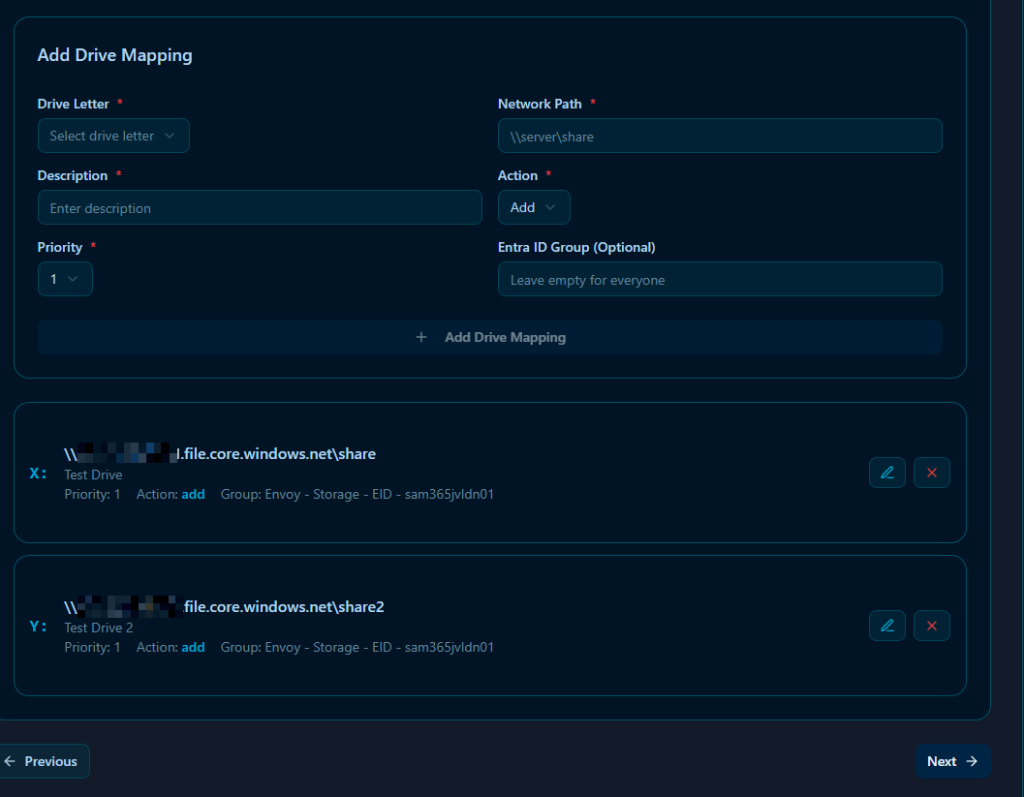 Add Drive Mapping
Drive Letter *
Network Path *
Select drive letter
\\server\share
Description *
Action *
Enter description
Add
Priority *
Entra ID Group (Optional)
1
Leave empty for everyone
+ Add Drive Mapping
\\ .file.core.windows.net\share
X:
Test Drive
Priority: 1 Action: add Group: Envoy - Storage - EID - sam365jvldn01
\\ .file.core.windows.net\share2
Y:
Test Drive 2
Priority: 1 Action: add Group: Envoy - Storage - EID - sam365jvldn01
← Previous
Next →